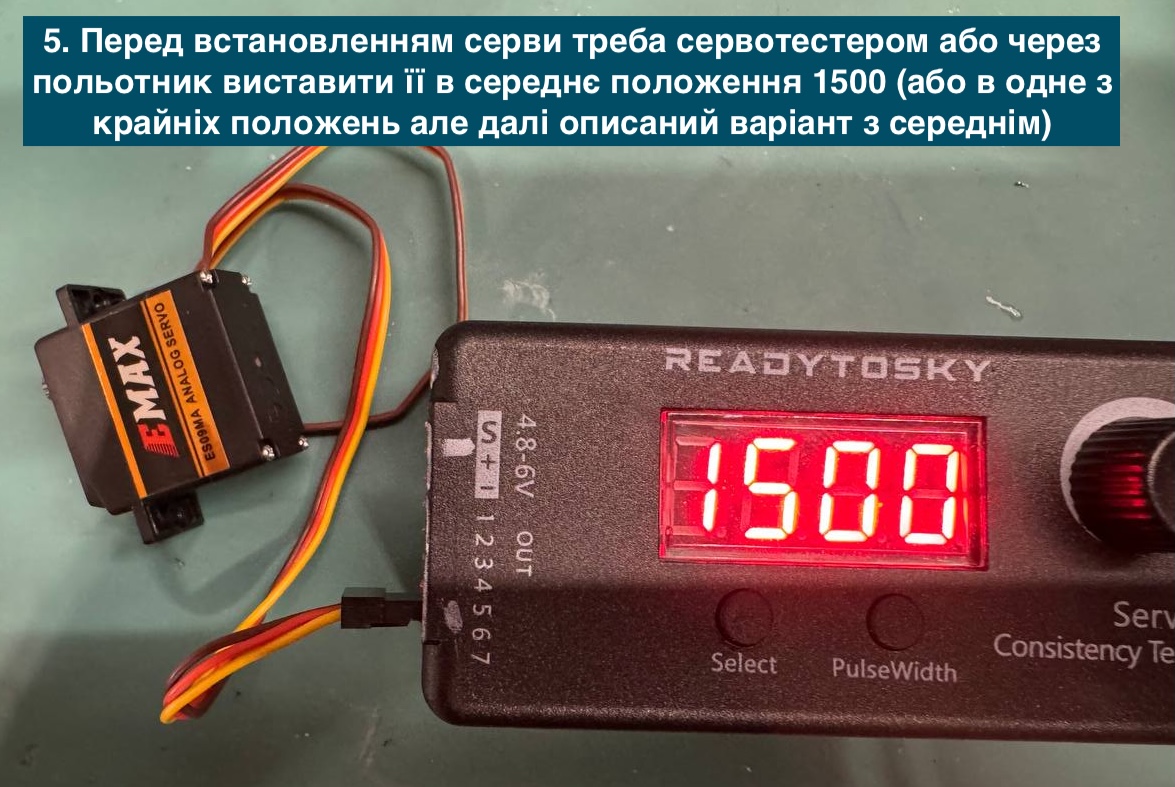 5. Перед встановленням серви треба сервотестером або через
польотник виставити її в середнє положення 1500 (або в одне з
крайніх положень але далі описаний варіант з середнім)
EMAX
ES09MA ANALOG SERVO
READYTOSKY
4.8-6V OUT
S + -
1 2 3 4 5 6 7
1500
Select
PulseWidth
Serv
Consistency Te